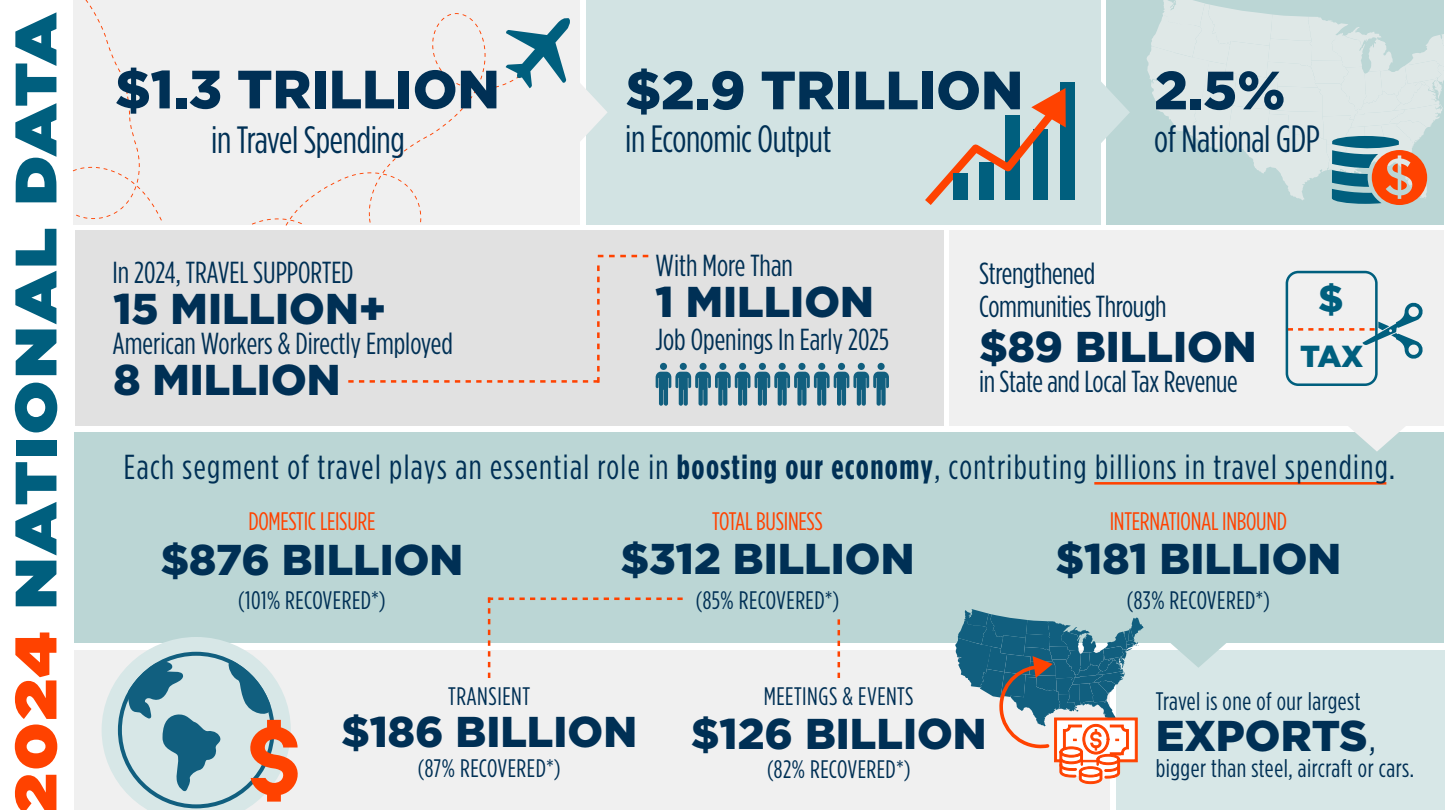 2024 NATIONAL DATA
$1.3 TRILLION
in Travel Spending
$2.9 TRILLION
in Economic Output
2.5%
of National GDP
$
In 2024, TRAVEL SUPPORTED
15 MILLION+
American Workers & Directly Employed
8 MILLION
With More Than
1 MILLION
Job Openings In Early 2025
Strengthened
Communities Through
$89 BILLION
in State and Local Tax Revenue
$
TAX
Each segment of travel plays an essential role in boosting our economy, contributing billions in travel spending.
DOMESTIC LEISURE
$876 BILLION
(101% RECOVERED*)
TOTAL BUSINESS
$312 BILLION
(85% RECOVERED*)
INTERNATIONAL INBOUND
$181 BILLION
(83% RECOVERED*)
$
TRANSIENT
$186 BILLION
(87% RECOVERED*)
MEETINGS & EVENTS
$126 BILLION
(82% RECOVERED*)
$
Travel is one of our largest
EXPORTS,
bigger than steel, aircraft or cars.